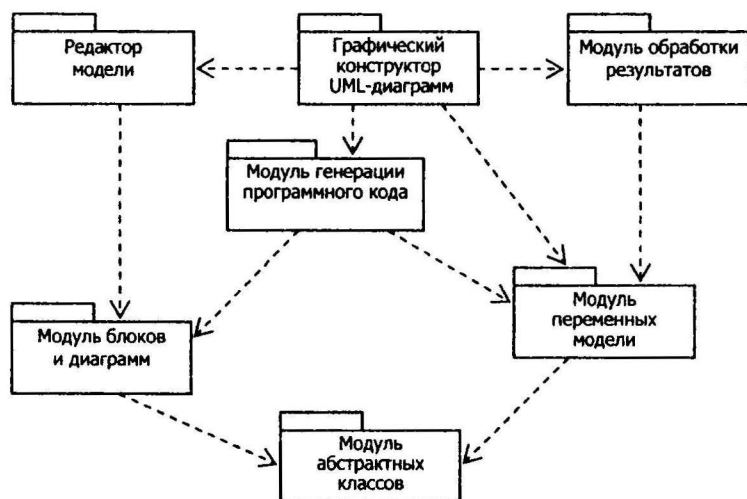 Редактор
модели
Графический
конструктор
UML-диаграмм
Модуль обработки
результатов
Модуль генерации
программного кода
Модуль блоков
и диаграмм
Модуль
переменных
модели
Модуль
абстрактных
классов